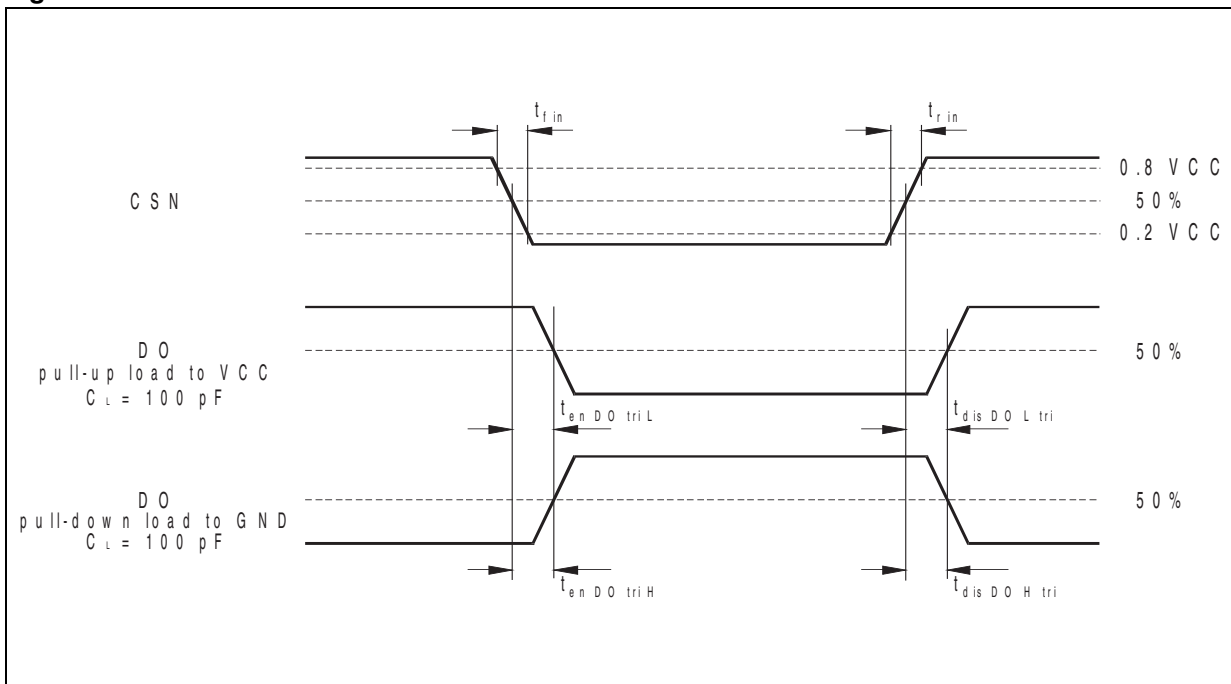 t f in
t r in
CSN
0.8 VCC
50%
0.2 VCC
DO
pull-up load to VCC
C L = 100 pF
50%
t en DO tri L
t dis DO L tri
DO
pull-down load to GND
C L = 100 pF
50%
t en DO tri H
t dis DO H tri